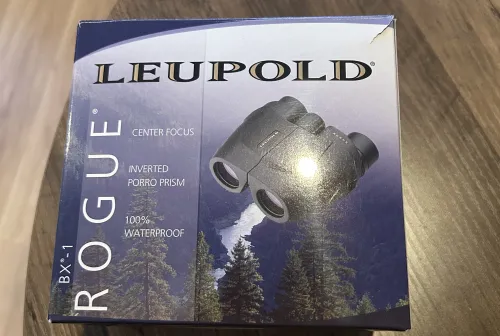 LEUPOLD®
BX®-1
ROGUE®
CENTER FOCUS
INVERTED
PORRO PRISM
100%
WATERPROOF